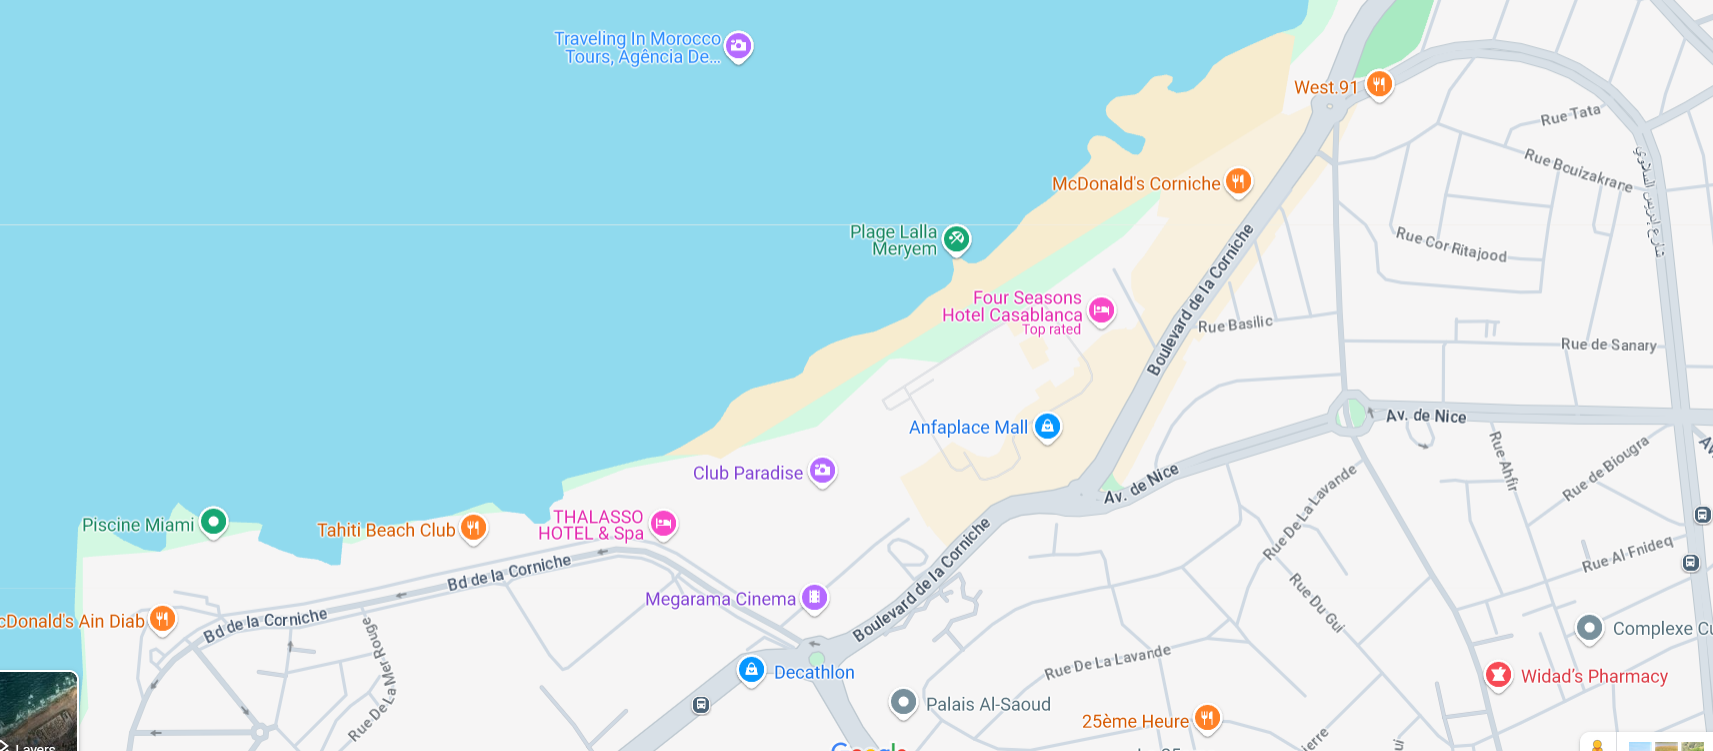 Traveling In Morocco
Tours, Agência De...
West.91
Rue Tata
Rue Bouizakrane
شارع إدريس السلاوي
McDonald's Corniche
Plage Lalla
Meryem
Rue Cor Ritajood
Boulevard de la Corniche
Four Seasons
Hotel Casablanca
Top rated
Rue Basilic
Rue de Sanary
Anfaplace Mall
Av. de Nice
Av. de Nice
Club Paradise
Rue Ahfir
Rue de Biougra
Rue De La Lavande
Piscine Miami
Tahiti Beach Club
THALASSO
HOTEL & Spa
Boulevard de la Corniche
Rue Al Fnideq
Bd de la Corniche
Rue Du Gui
Megarama Cinema
cDonald's Ain Diab
Bd de la Corniche
Rue De La Mer Rouge
Complexe Cu
Rue De La Lavande
Decathlon
Widad's Pharmacy
Palais Al-Saoud
25ème Heure
Google
Layers